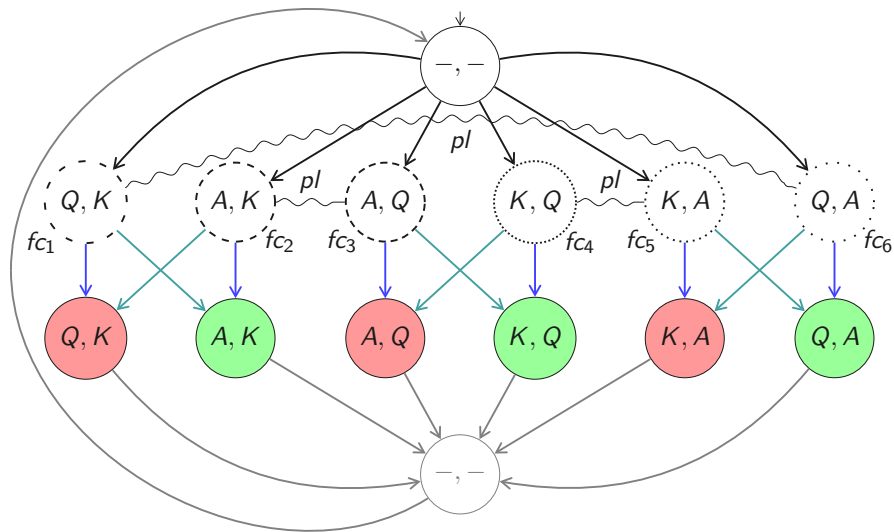 −, −
pl
pl
pl
Q, K
A, K
A, Q
K, Q
K, A
Q, A
fc1
fc2
fc3
fc4
fc5
fc6
Q, K
A, K
A, Q
K, Q
K, A
Q, A
−, −